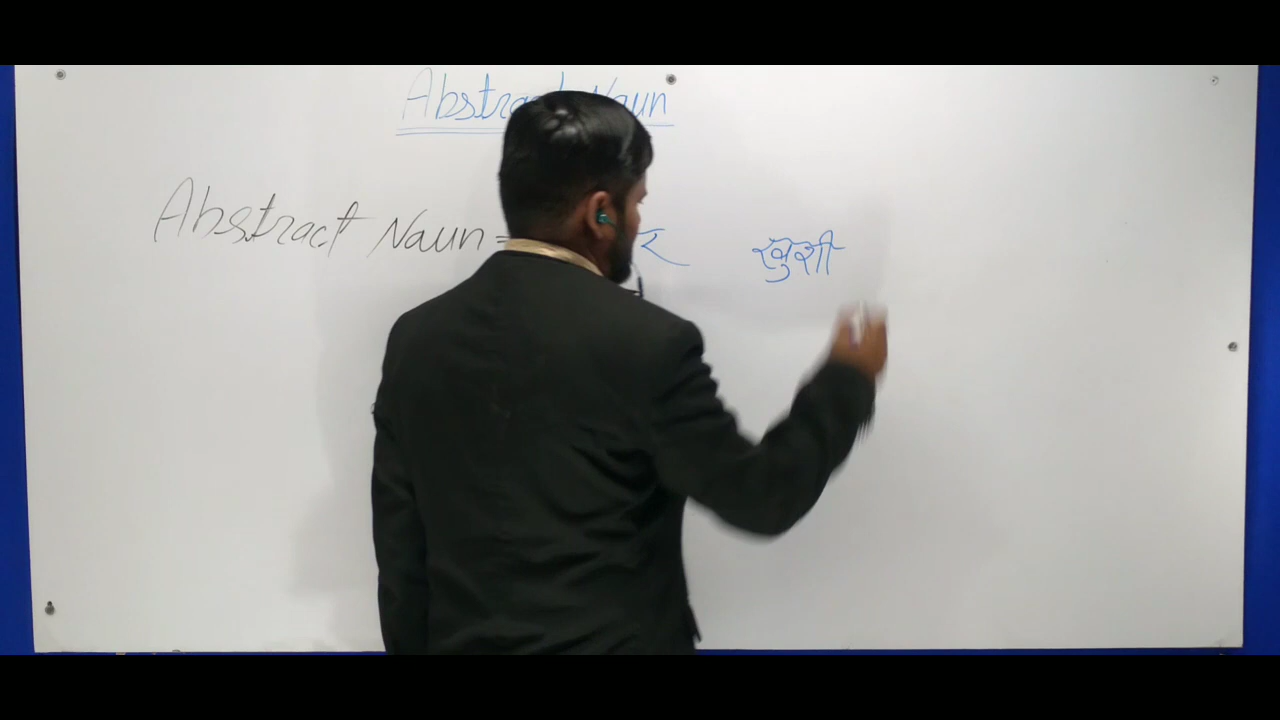 Abstract Naun
Abstract Naun = र खुशी